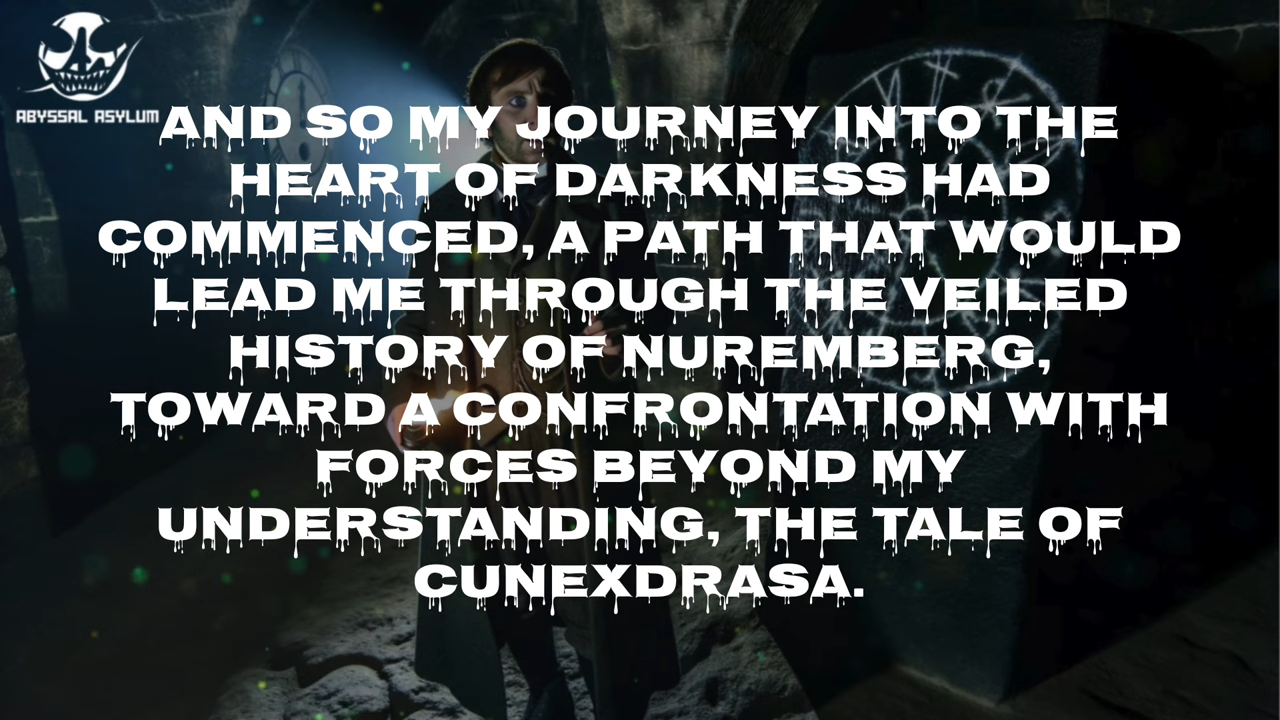 ABYSSAL ASYLUM
AND SO MY JOURNEY INTO THE
HEART OF DARKNESS HAD
COMMENCED, A PATH THAT WOULD
LEAD ME THROUGH THE VEILED
HISTORY OF NUREMBERG,
TOWARD A CONFRONTATION WITH
FORCES BEYOND MY
UNDERSTANDING, THE TALE OF
CUNEXDRASA.